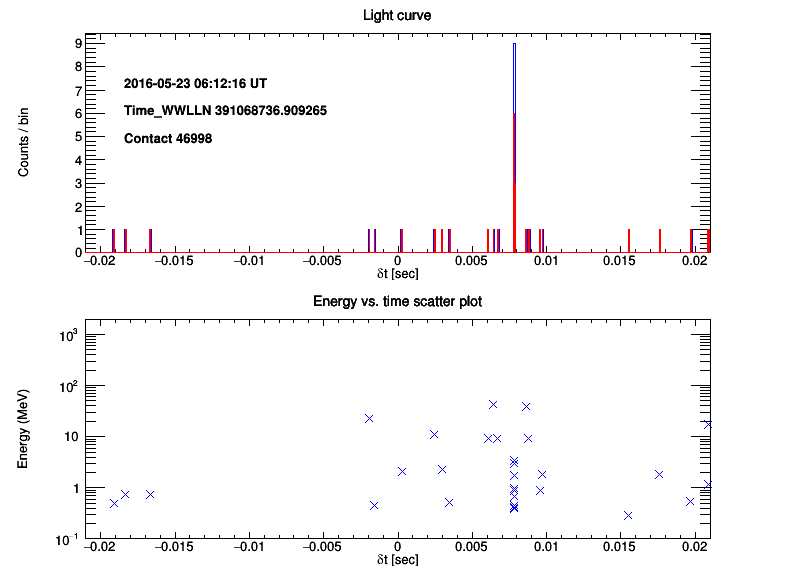 Light curve
Counts / bin
9
8
7
6
5
4
3
2
1
0
2016-05-23 06:12:16 UT
Time_WWLLN 391068736.909265
Contact 46998
−0.02 −0.015 −0.01 −0.005 0 0.005 0.01 0.015 0.02
δt [sec]
Energy vs. time scatter plot
Energy (MeV)
10³
10²
10
1
10⁻¹
−0.02 −0.015 −0.01 −0.005 0 0.005 0.01 0.015 0.02
δt [sec]